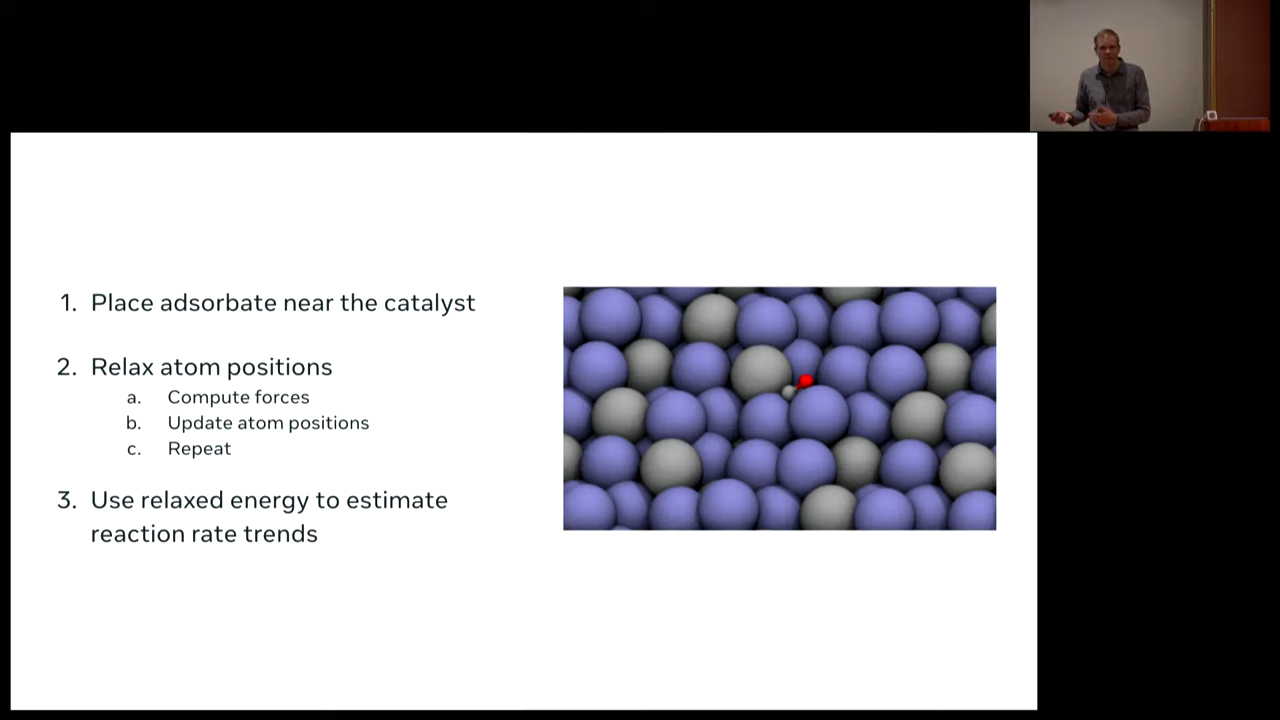 1. Place adsorbate near the catalyst
2. Relax atom positions
a. Compute forces
b. Update atom positions
c. Repeat
3. Use relaxed energy to estimate
reaction rate trends